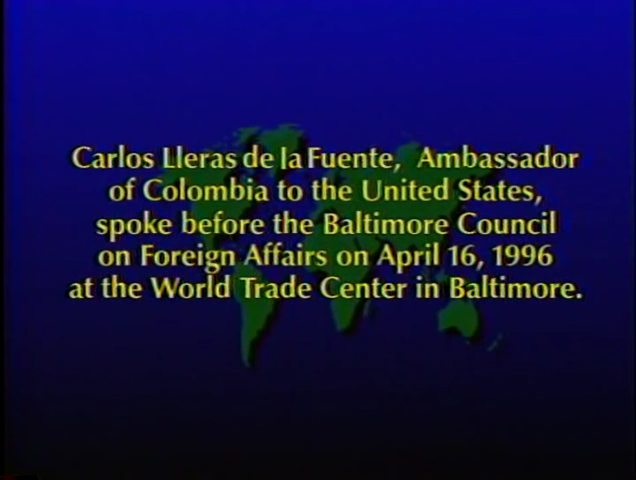 Carlos Lleras de la Fuente, Ambassador
of Colombia to the United States,
spoke before the Baltimore Council
on Foreign Affairs on April 16, 1996
at the World Trade Center in Baltimore.